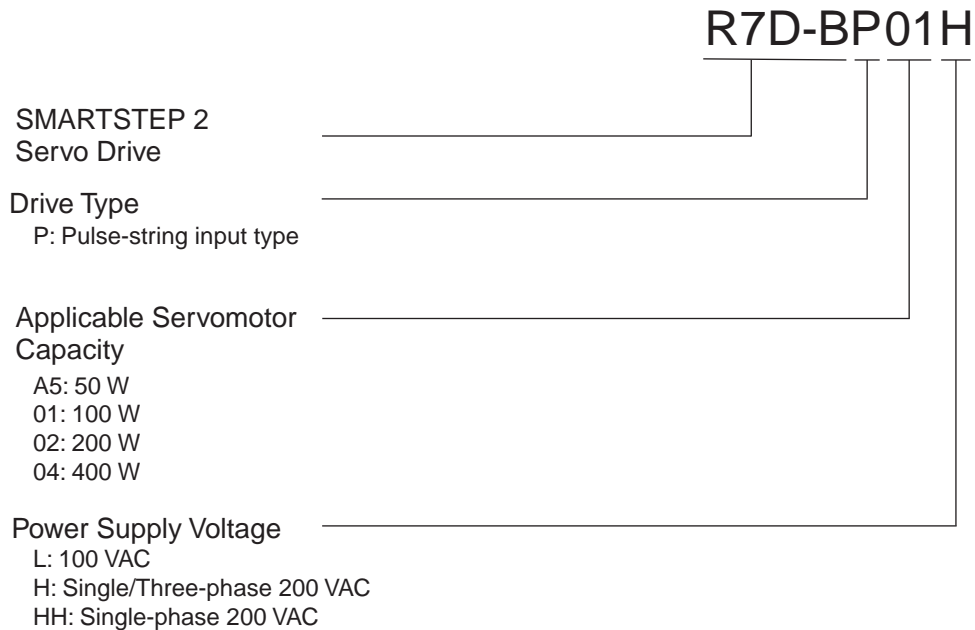 R7D-BP01H
SMARTSTEP 2
Servo Drive
Drive Type
P: Pulse-string input type
Applicable Servomotor
Capacity
A5: 50 W
01: 100 W
02: 200 W
04: 400 W
Power Supply Voltage
L: 100 VAC
H: Single/Three-phase 200 VAC
HH: Single-phase 200 VAC